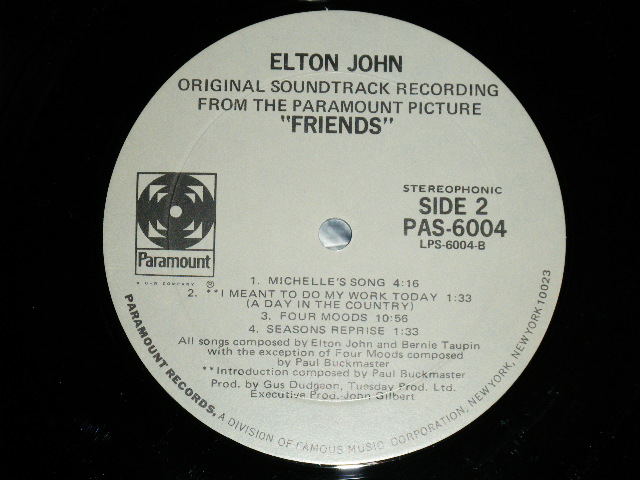 ELTON JOHN
ORIGINAL SOUNDTRACK RECORDING
FROM THE PARAMOUNT PICTURE
"FRIENDS"
STEREOPHONIC
SIDE 2
PAS-6004
LPS-6004-B
Paramount
A G+W COMPANY
1. MICHELLE'S SONG 4:16
2. **I MEANT TO DO MY WORK TODAY 1:33
(A DAY IN THE COUNTRY)
3. FOUR MOODS 10:56
4. SEASONS REPRISE 1:33
All songs composed by Elton John and Bernie Taupin
with the exception of Four Moods composed
by Paul Buckmaster
**Introduction composed by Paul Buckmaster
Prod. by Gus Dudgeon, Tuesday Prod. Ltd.
Executive Prod. John Gilbert
PARAMOUNT RECORDS, A DIVISION OF FAMOUS MUSIC CORPORATION, NEW YORK, NEW YORK 10023